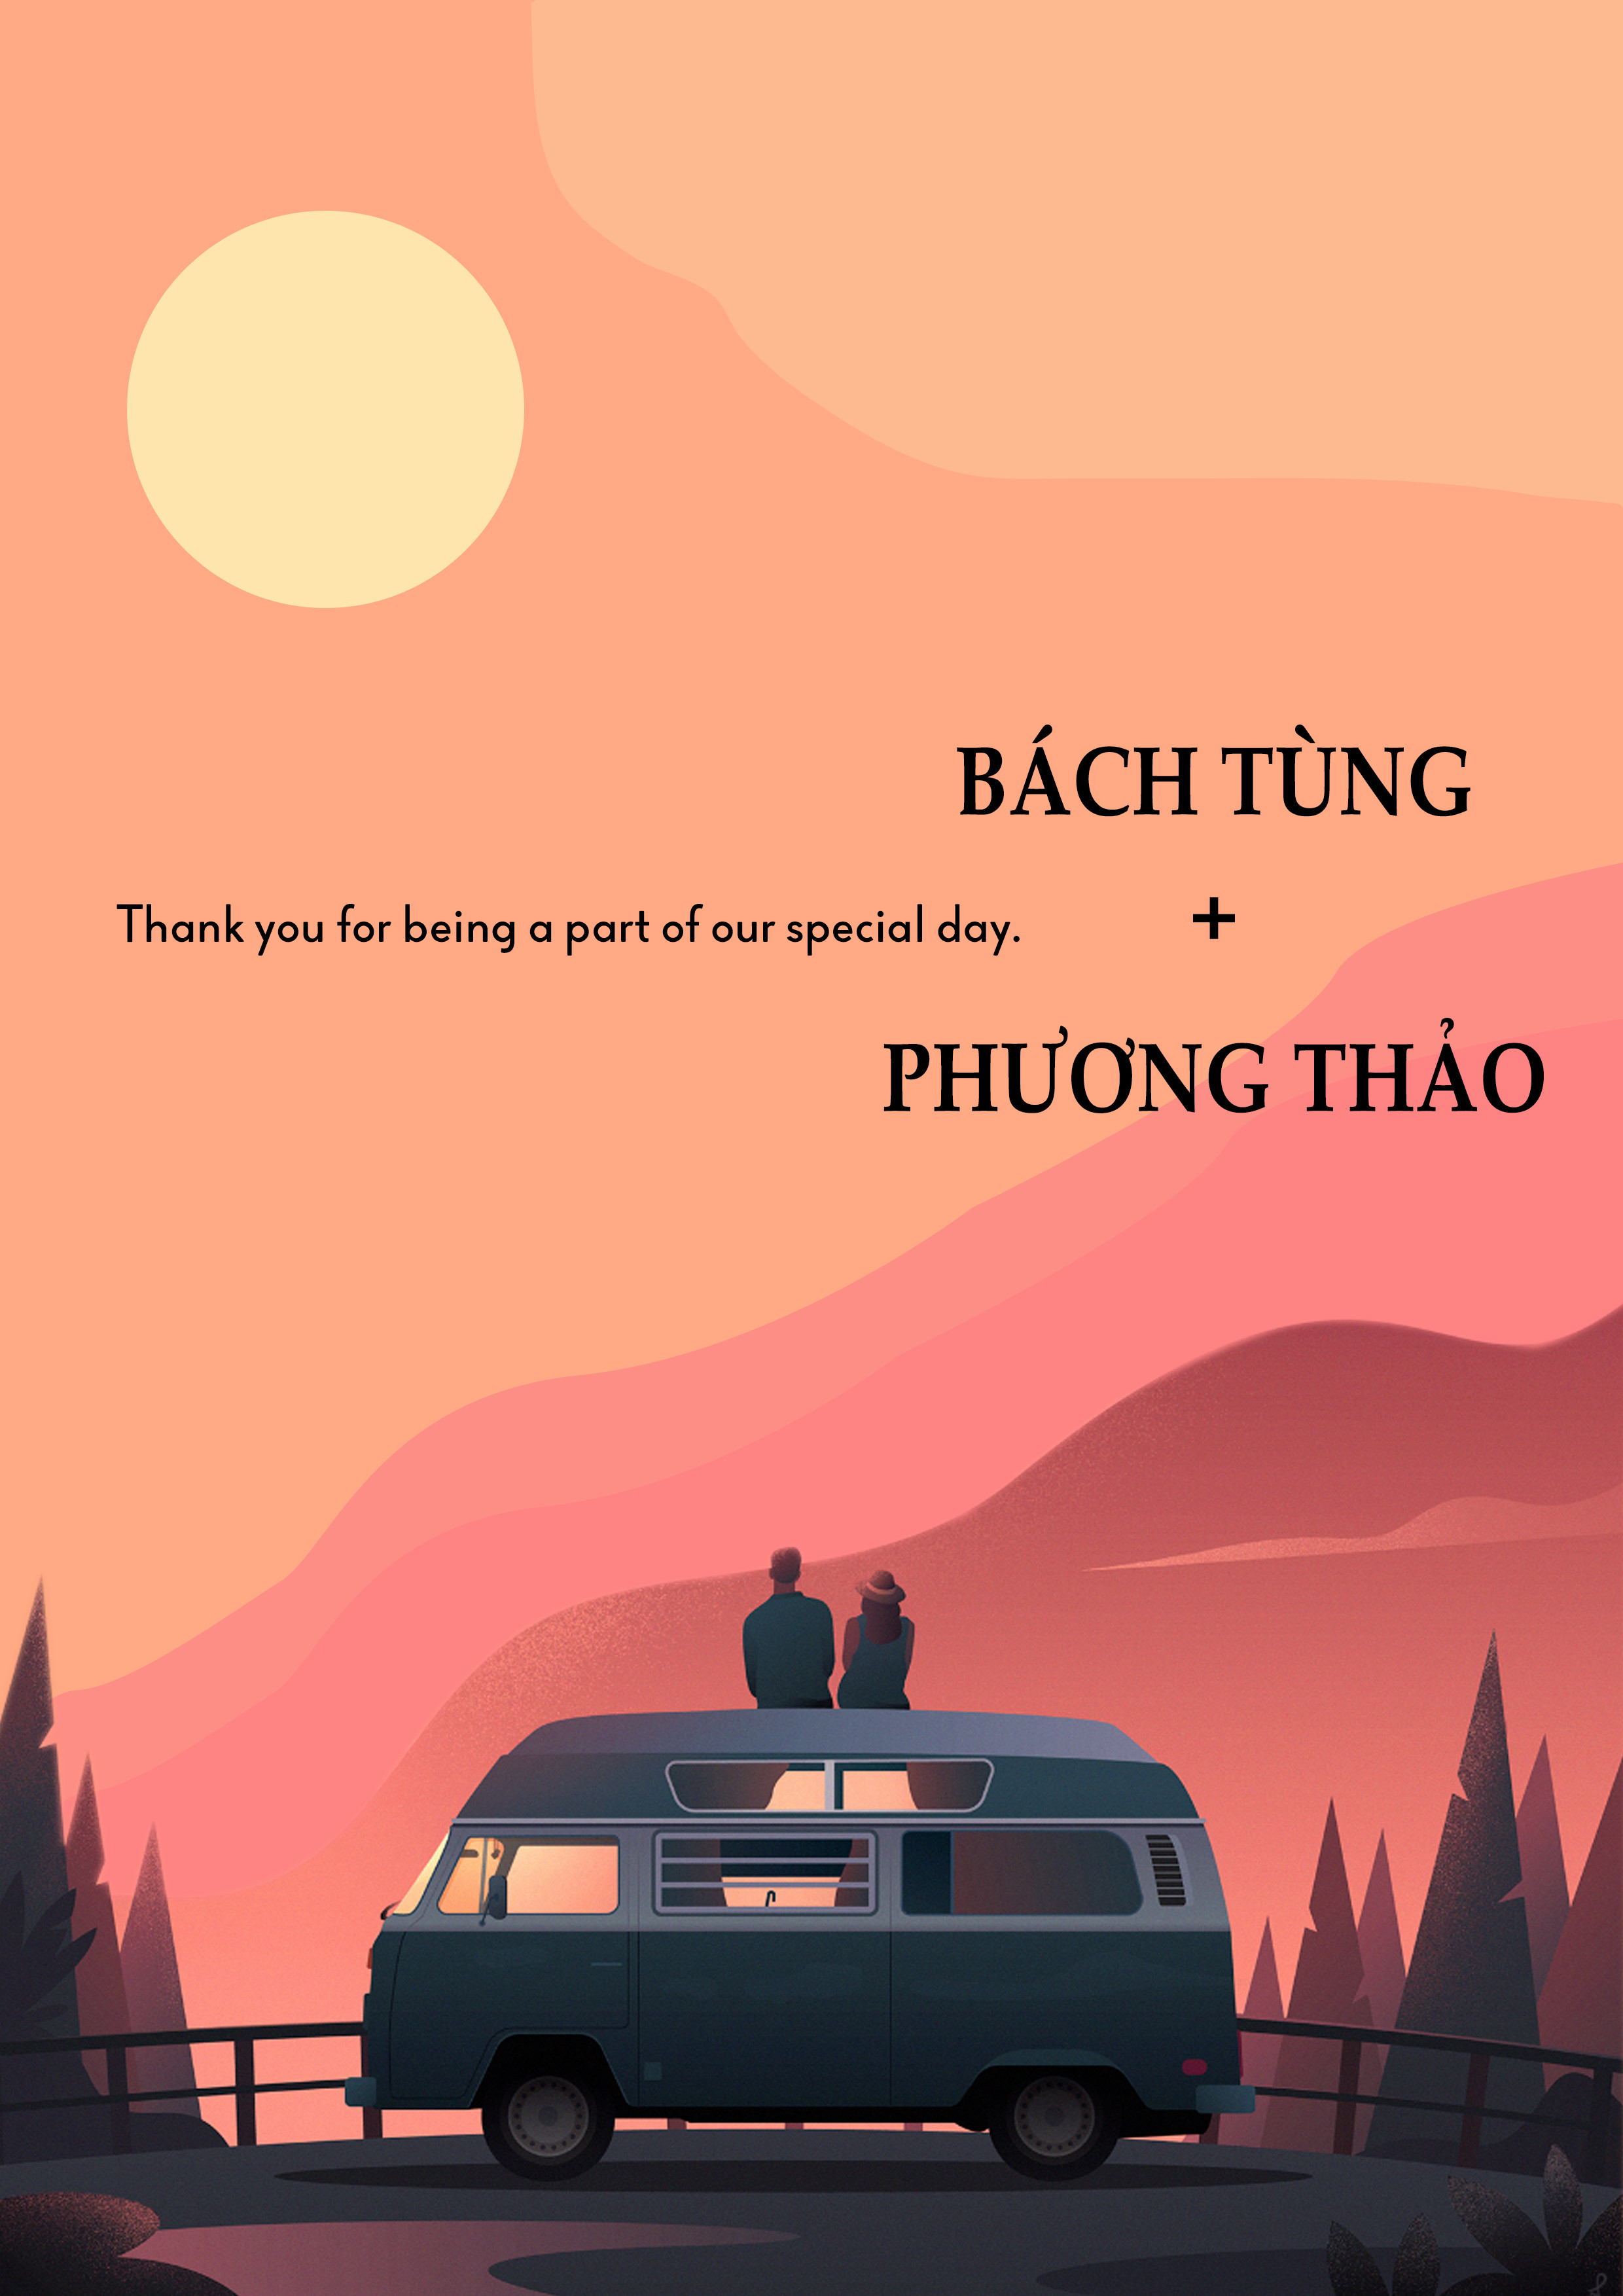 BÁCH TÙNG
Thank you for being a part of our special day.
+
PHƯƠNG THẢO